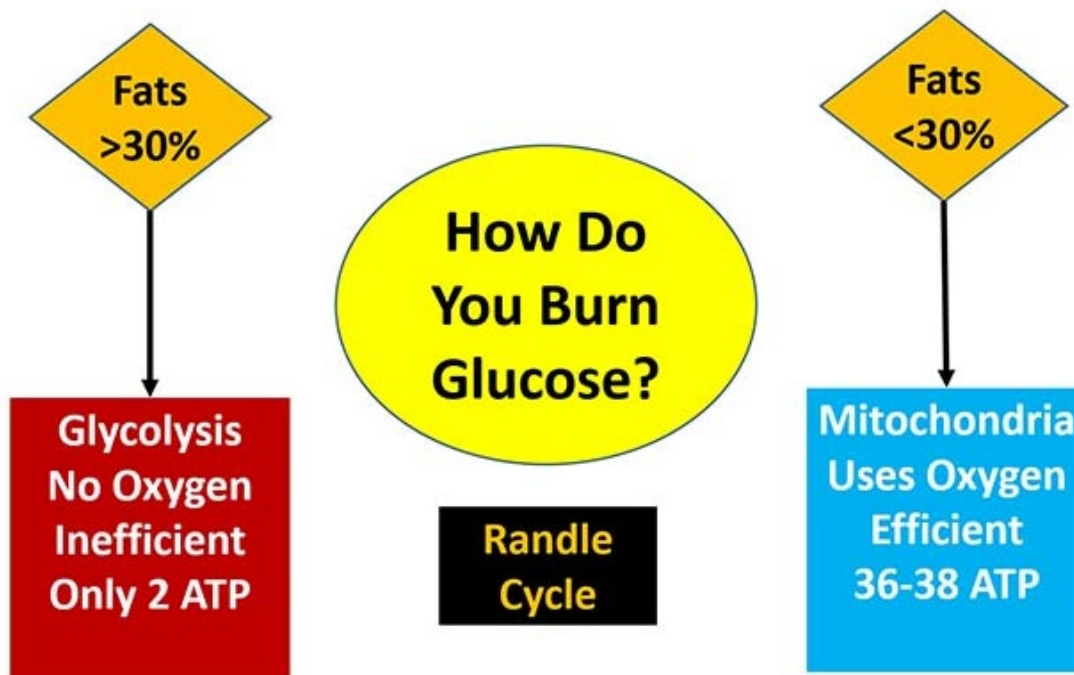 Fats
>30%
Fats
<30%
How Do
You Burn
Glucose?
Glycolysis
No Oxygen
Inefficient
Only 2 ATP
Randle
Cycle
Mitochondria
Uses Oxygen
Efficient
36-38 ATP